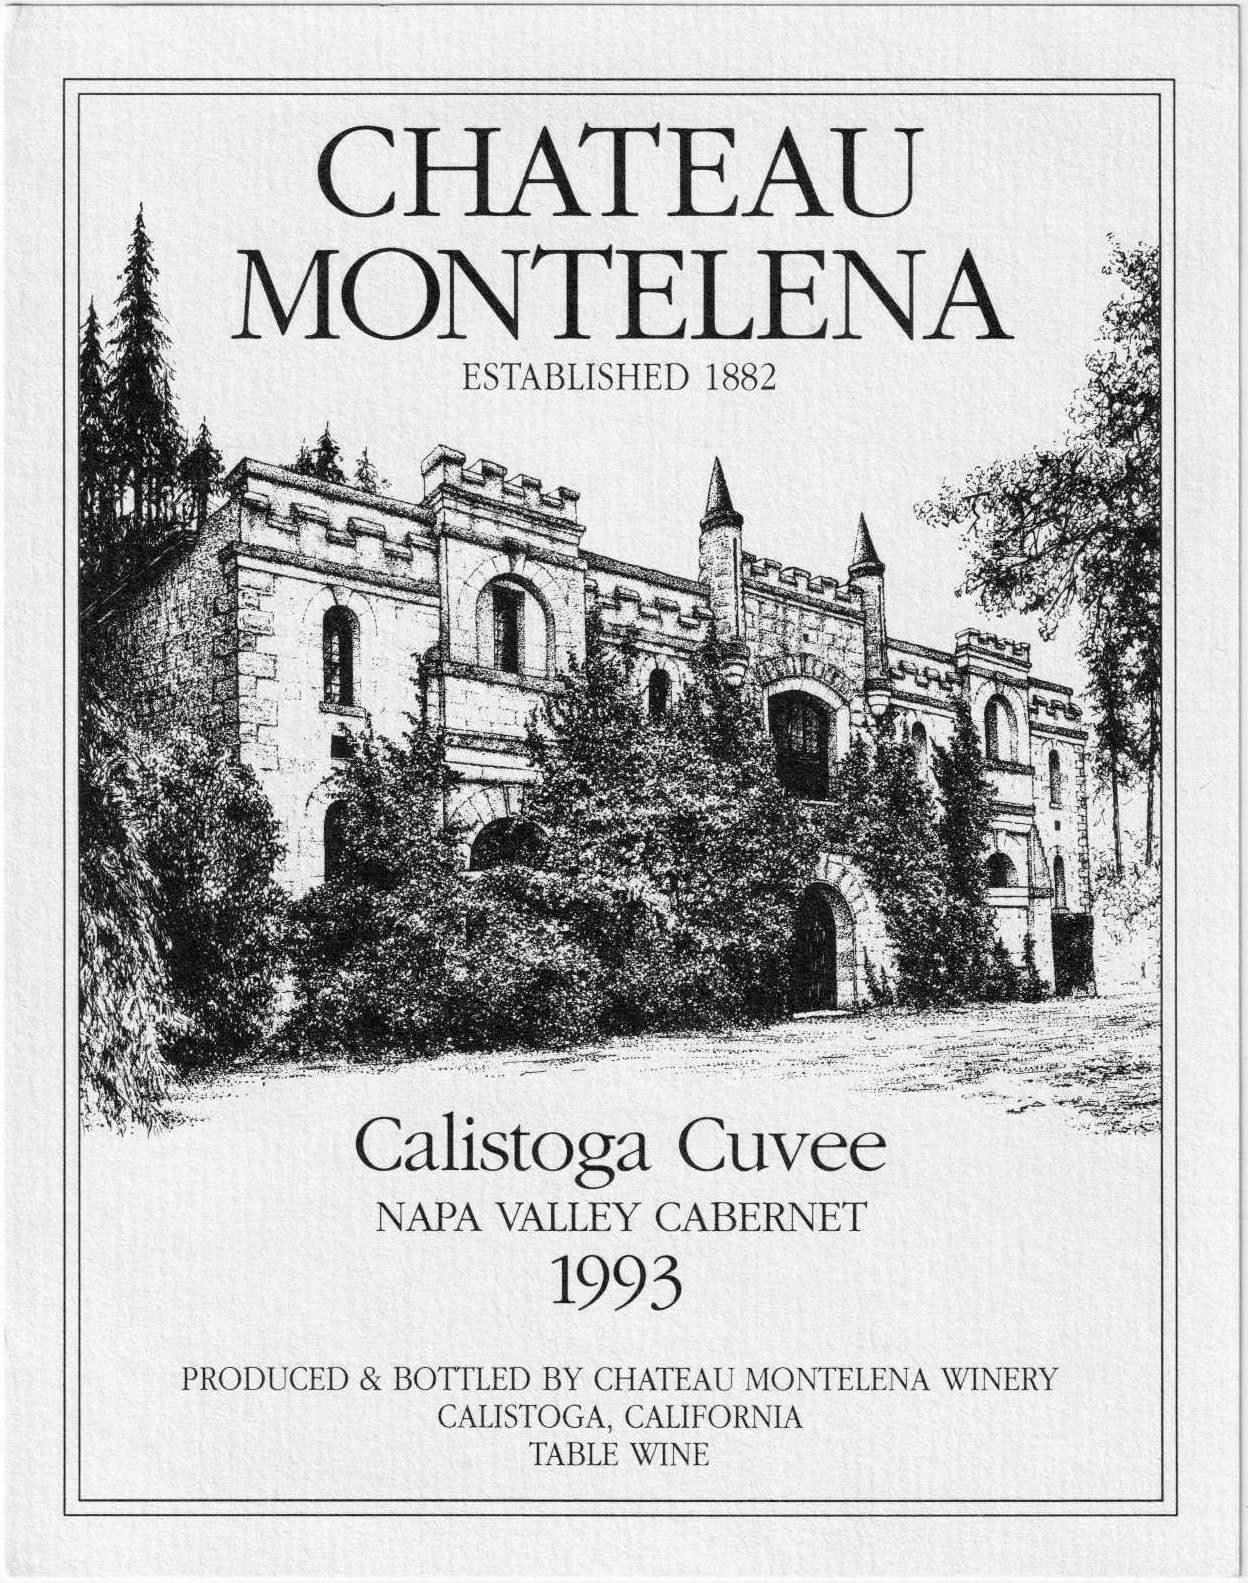 CHATEAU
MONTELENA
ESTABLISHED 1882
Calistoga Cuvee
NAPA VALLEY CABERNET
1993
PRODUCED & BOTTLED BY CHATEAU MONTELENA WINERY
CALISTOGA, CALIFORNIA
TABLE WINE